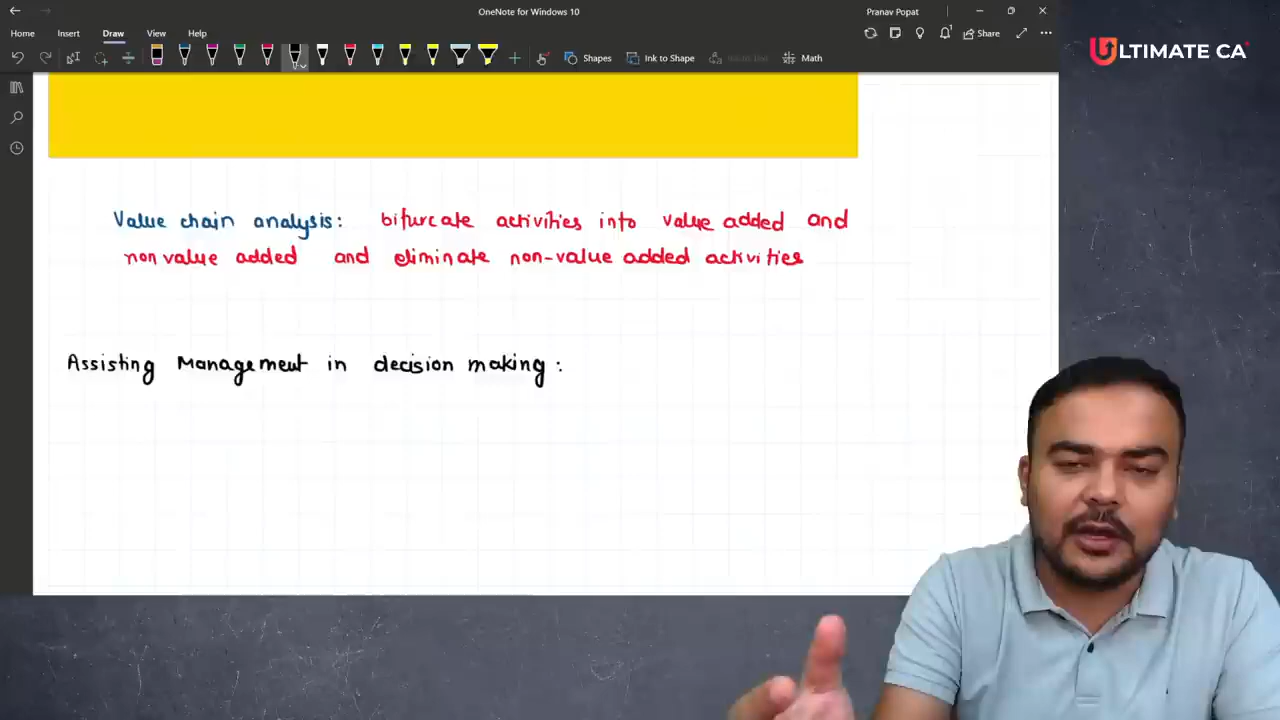 OneNote for Windows 10
Pranav Popat
Home Insert Draw View Help
Share
Shapes Ink to Shape Math
ULTIMATE CA
Value chain analysis: bifurcate activities into value added and
non value added and eliminate non-value added activities
Assisting Management in decision making: